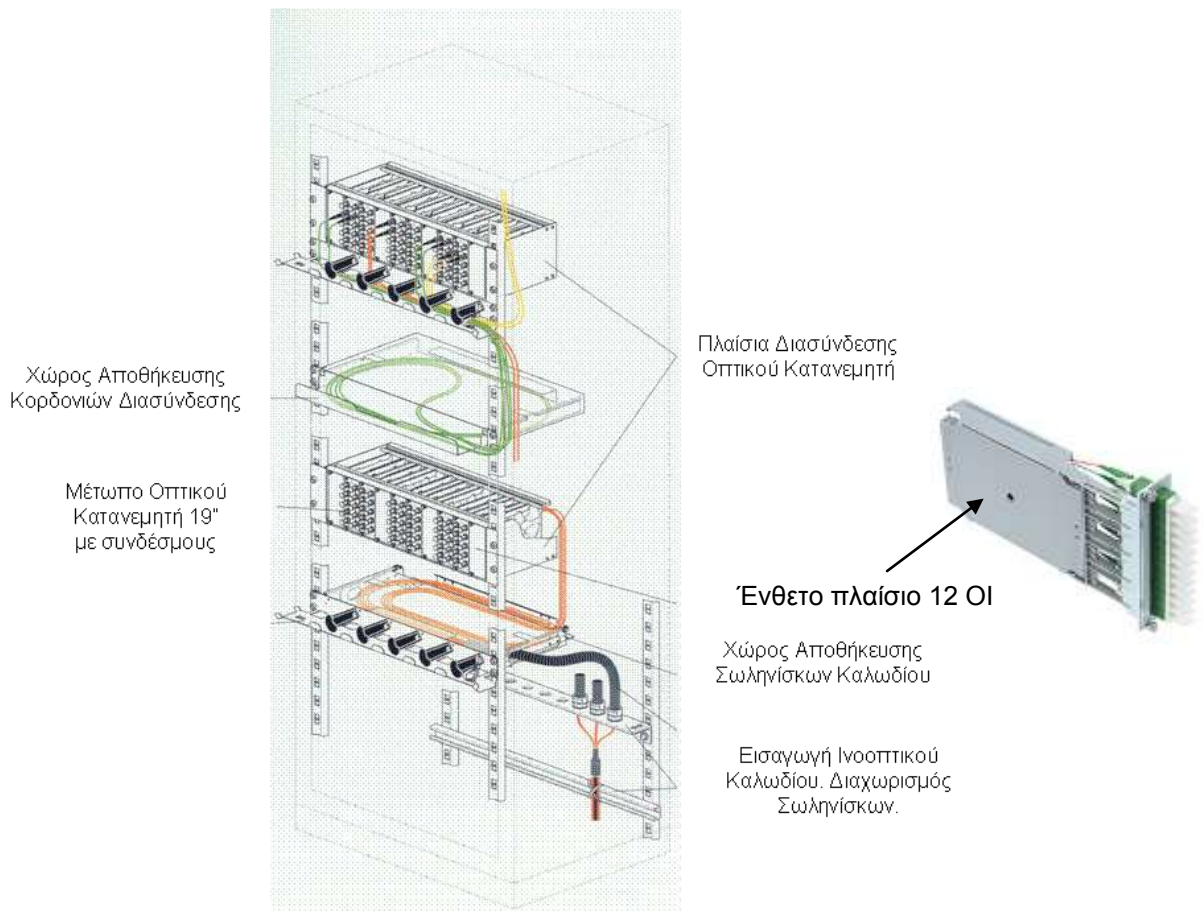 Πλαίσια Διασύνδεσης
Οπτικού Κατανεμητή
Χώρος Αποθήκευσης
Κορδονιών Διασύνδεσης
Μέτωπο Οπτικού
Κατανεμητή 19"
με συνδέσμους
Ένθετο πλαίσιο 12 ΟΙ
Χώρος Αποθήκευσης
Σωληνίσκων Καλωδίου
Εισαγωγή Ινοοπτικού
Καλωδίου. Διαχωρισμός
Σωληνίσκων.